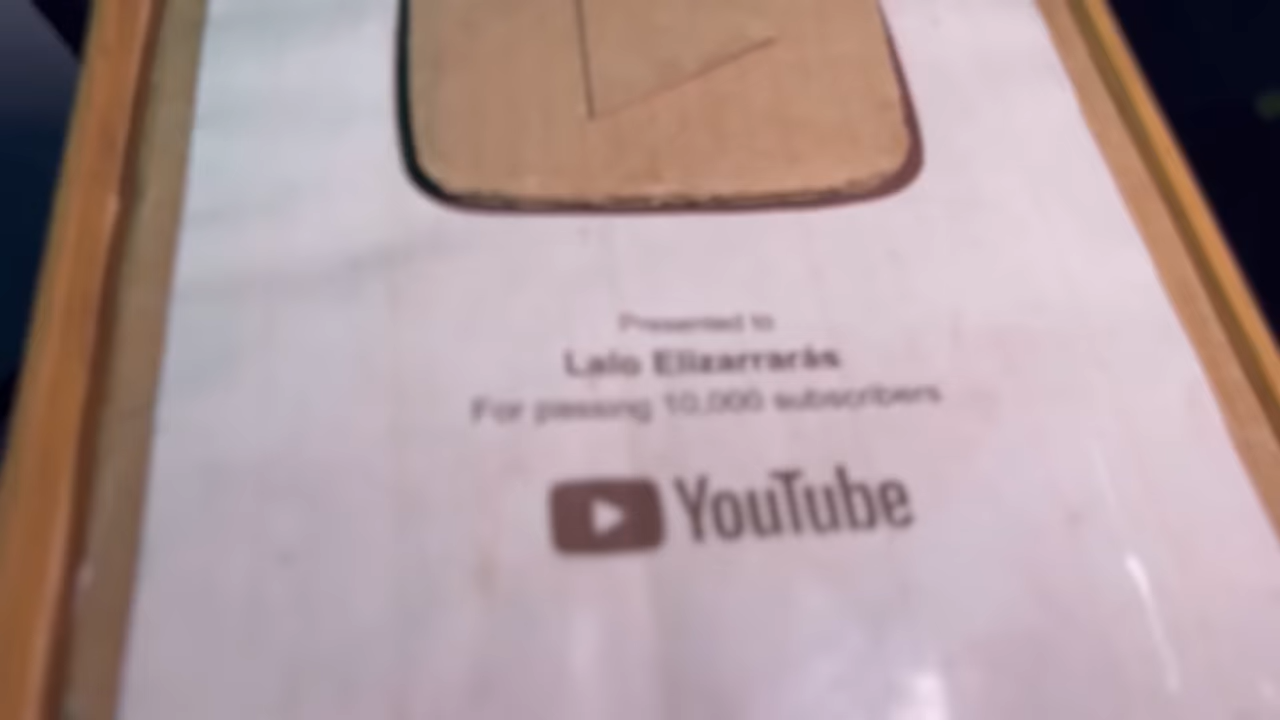 Presented to
Lalo Elizarrarás
For passing 10,000 subscribers
YouTube